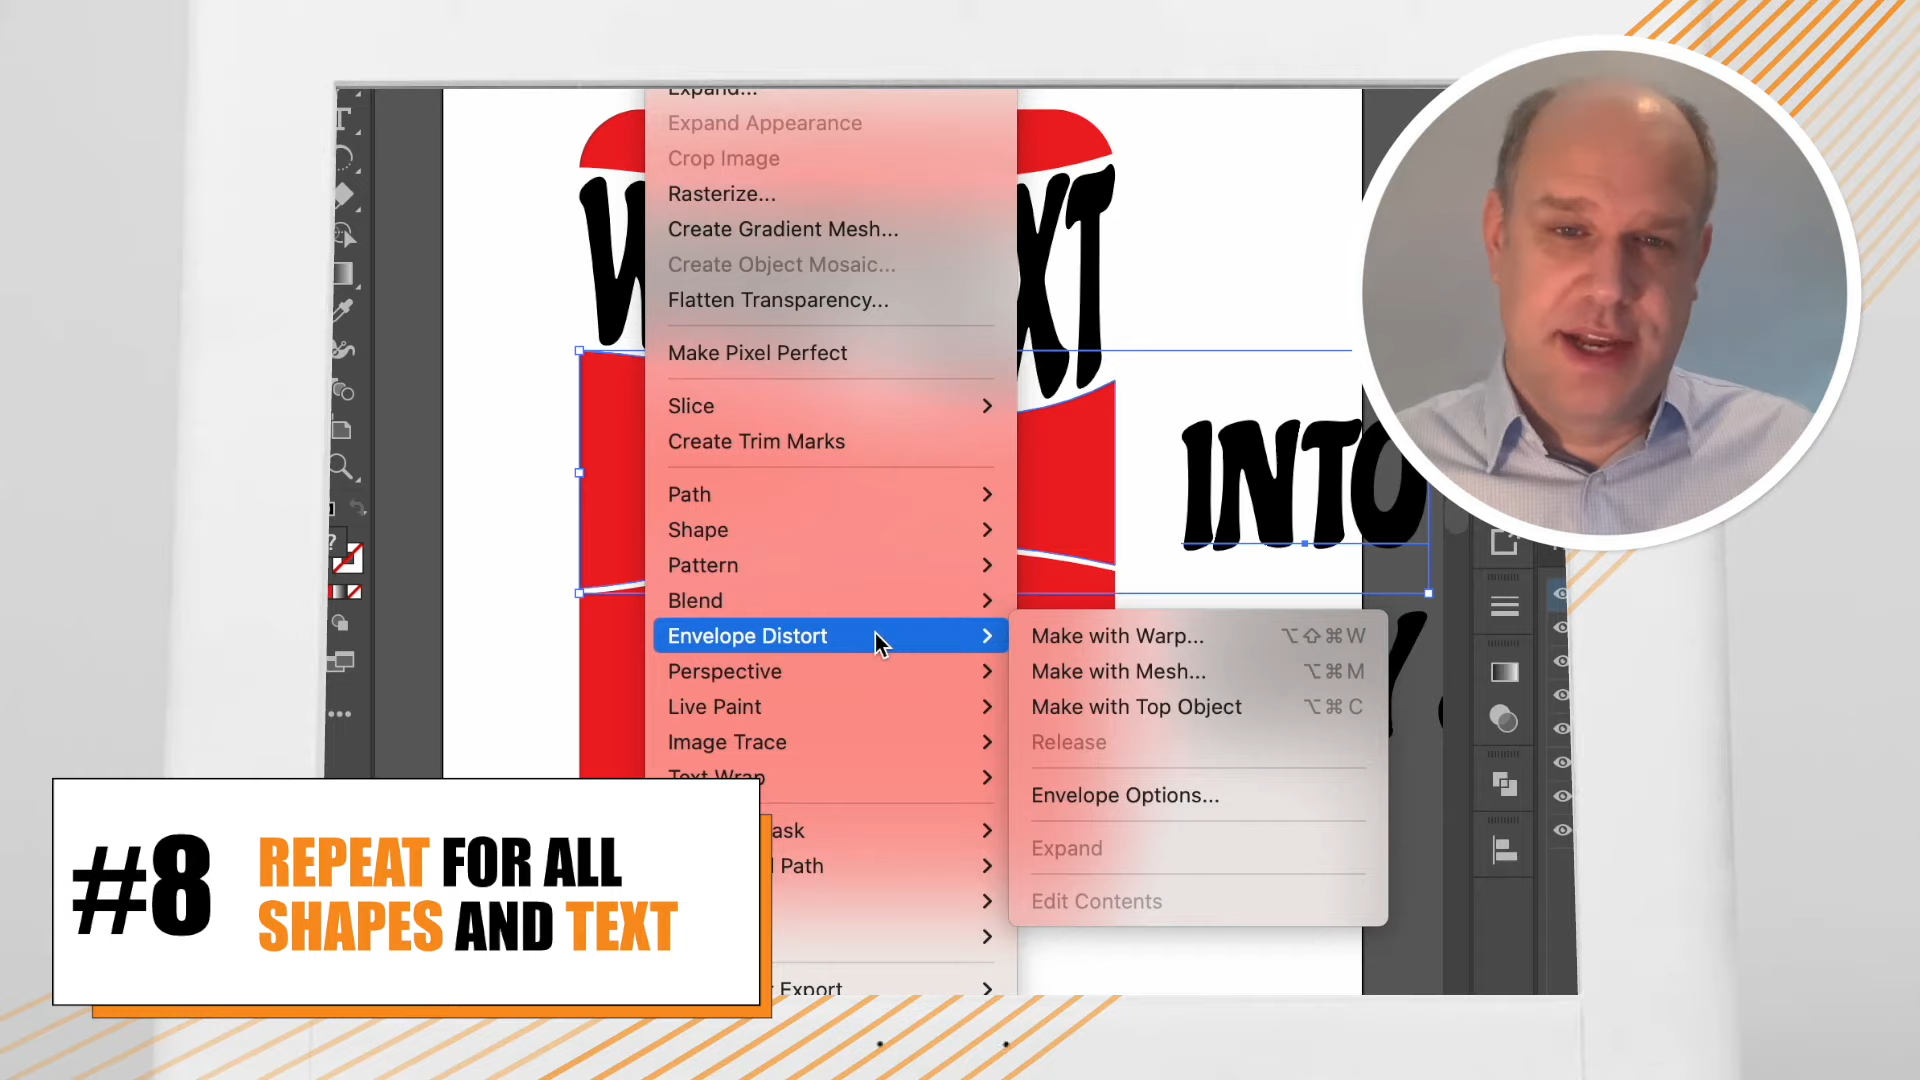 Expand...
Expand Appearance
Crop Image
Rasterize...
Create Gradient Mesh...
Create Object Mosaic...
Flatten Transparency...
Make Pixel Perfect
Slice
Create Trim Marks
Path
Shape
Pattern
Blend
Envelope Distort
Perspective
Live Paint
Image Trace
Text Wrap
Path
Export
Make with Warp... ⌥⇧⌘W
Make with Mesh... ⌥⌘M
Make with Top Object ⌥⌘C
Release
Envelope Options...
Expand
Edit Contents
INTO
#8 REPEAT FOR ALL
SHAPES AND TEXT